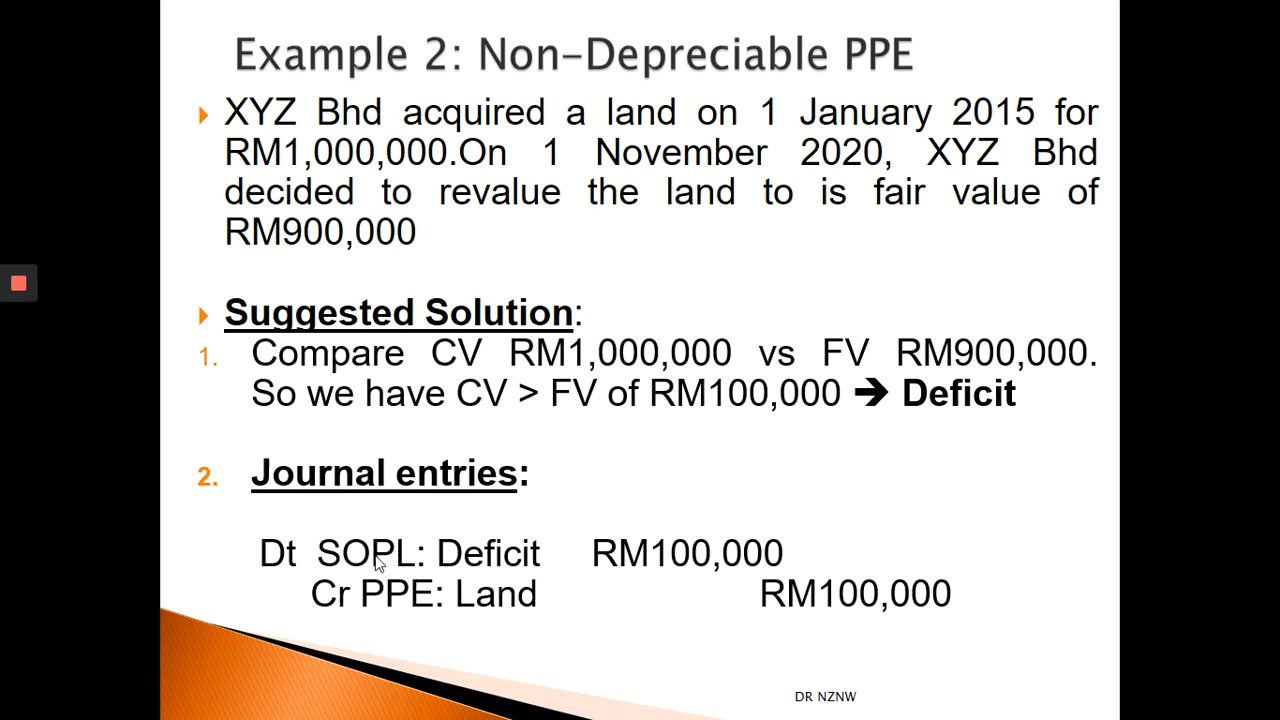 Example 2: Non-Depreciable PPE
XYZ Bhd acquired a land on 1 January 2015 for
RM1,000,000.On 1 November 2020, XYZ Bhd
decided to revalue the land to is fair value of
RM900,000
Suggested Solution:
1. Compare CV RM1,000,000 vs FV RM900,000.
So we have CV > FV of RM100,000 ➔ Deficit
2. Journal entries:
Dt SOPL: Deficit RM100,000
Cr PPE: Land RM100,000
DR NZNW